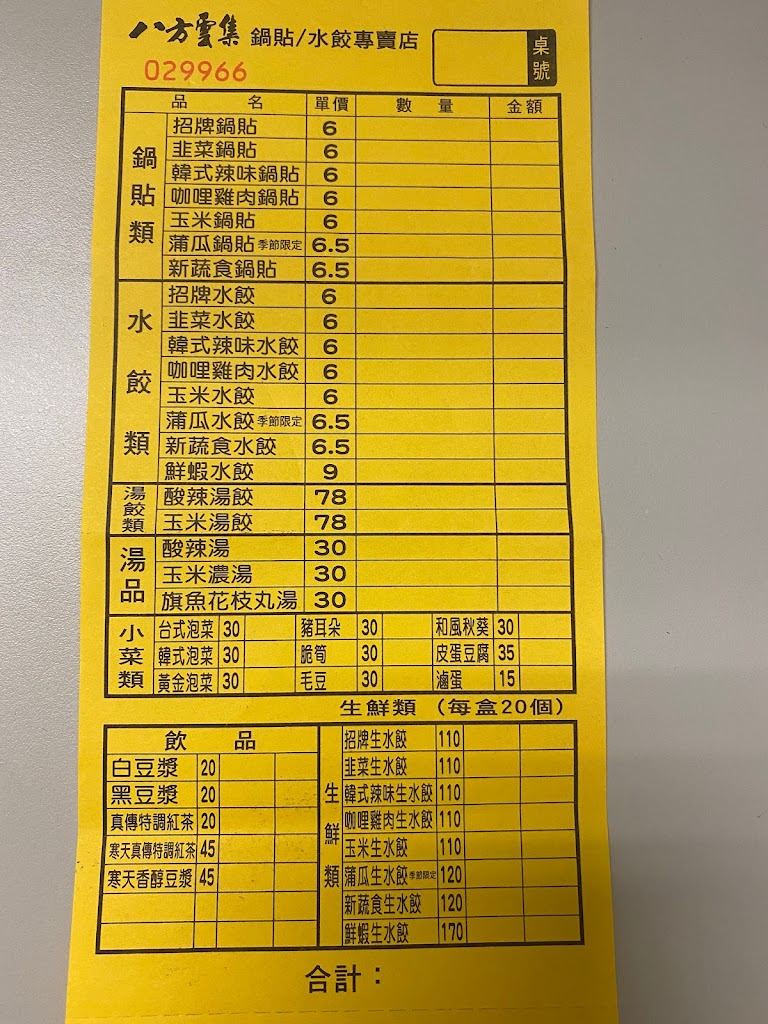 八方雲集 鍋貼/水餃專賣店 桌號
029966
品名 單價 數量 金額
鍋貼類
招牌鍋貼 6
韭菜鍋貼 6
韓式辣味鍋貼 6
咖哩雞肉鍋貼 6
玉米鍋貼 6
蒲瓜鍋貼 季節限定 6.5
新蔬食鍋貼 6.5
水餃類
招牌水餃 6
韭菜水餃 6
韓式辣味水餃 6
咖哩雞肉水餃 6
玉米水餃 6
蒲瓜水餃 季節限定 6.5
新蔬食水餃 6.5
鮮蝦水餃 9
湯餃類
酸辣湯餃 78
玉米湯餃 78
湯品
酸辣湯 30
玉米濃湯 30
旗魚花枝丸湯 30
小菜類
台式泡菜 30 豬耳朵 30 和風秋葵 30
韓式泡菜 30 脆筍 30 皮蛋豆腐 35
黃金泡菜 30 毛豆 30 滷蛋 15
生鮮類 (每盒20個)
飲品
白豆漿 20
黑豆漿 20
真傳特調紅茶 20
寒天真傳特調紅茶 45
寒天香醇豆漿 45
生鮮類
招牌生水餃 110
韭菜生水餃 110
韓式辣味生水餃 110
咖哩雞肉生水餃 110
玉米生水餃 110
蒲瓜生水餃 季節限定 120
新蔬食生水餃 120
鮮蝦生水餃 170
合計：